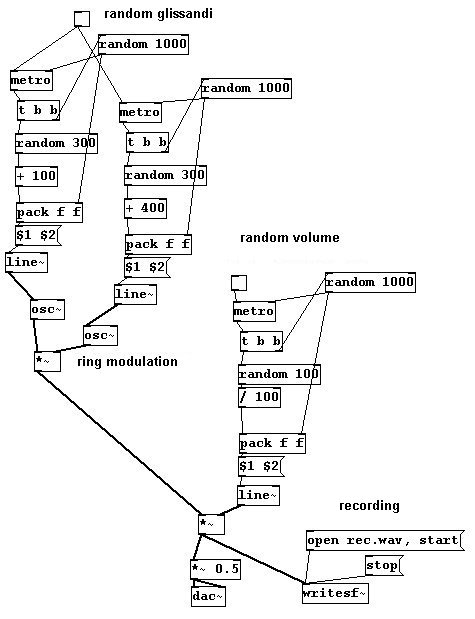 random glissandi
random 1000
metro
random 1000
metro
t b b
t b b
random 300
random 300
+ 100
+ 400
pack f f
$1 $2
pack f f
line~
$1 $2
line~
osc~
osc~
*~
ring modulation
random volume
random 1000
metro
t b b
random 100
/ 100
pack f f
$1 $2
line~
*~
recording
open rec.wav, start
stop
*~ 0.5
dac~
writesf~